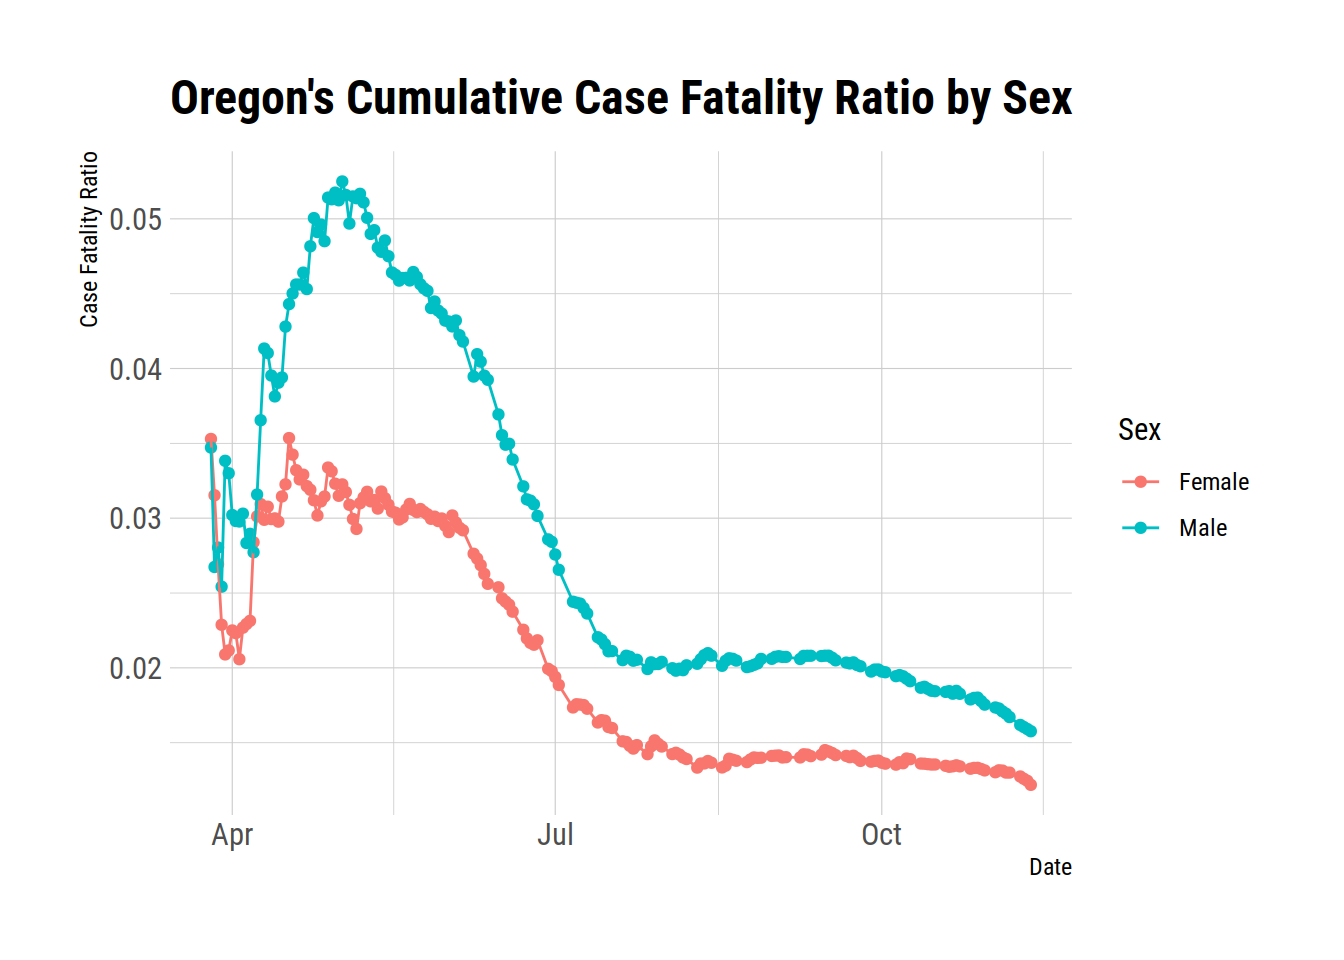 Oregon's Cumulative Case Fatality Ratio by Sex
Case Fatality Ratio
0.05
0.04
0.03
0.02
Apr
Jul
Oct
Date
Sex
Female
Male